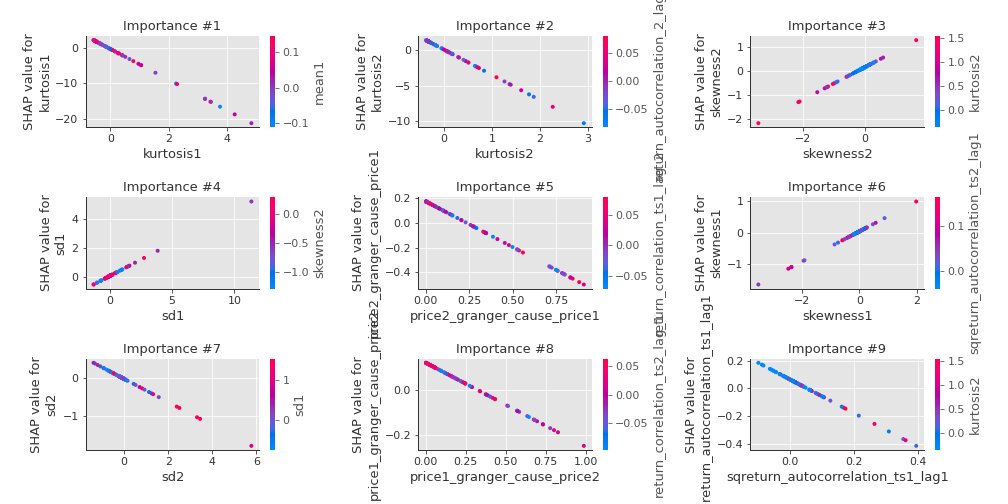 Importance #1
SHAP value for
kurtosis1
0
−10
−20
0
2
4
kurtosis1
0.1
0.0
−0.1
mean1
Importance #2
SHAP value for
kurtosis2
0
−5
−10
0
1
2
3
kurtosis2
0.05
0.00
−0.05
Importance #3
SHAP value for
skewness2
1
0
−1
−2
−2
0
skewness2
1.5
1.0
0.5
0.0
kurtosis2
Importance #4
SHAP value for
sd1
4
2
0
0
5
10
sd1
0.0
−0.5
−1.0
skewness2
Importance #5
SHAP value for
price2_granger_cause_price1
0.2
0.0
−0.2
−0.4
0.00
0.25
0.50
0.75
price2_granger_cause_price1
0.05
0.00
−0.05
Importance #6
SHAP value for
skewness1
1
0
−1
−2
0
2
skewness1
0.1
0.0
sqreturn_autocorrelation_ts2_lag1
Importance #7
SHAP value for
sd2
0
−1
0
2
4
6
sd2
1
0
sd1
Importance #8
SHAP value for
price1_granger_cause_price2
0.0
−0.2
0.00
0.25
0.50
0.75
1.00
price1_granger_cause_price2
0.05
0.00
−0.05
Importance #9
SHAP value for
sqreturn_autocorrelation_ts1_lag1
0.2
0.0
−0.2
−0.4
0.0
0.2
0.4
sqreturn_autocorrelation_ts1_lag1
1.5
1.0
0.5
0.0
kurtosis2